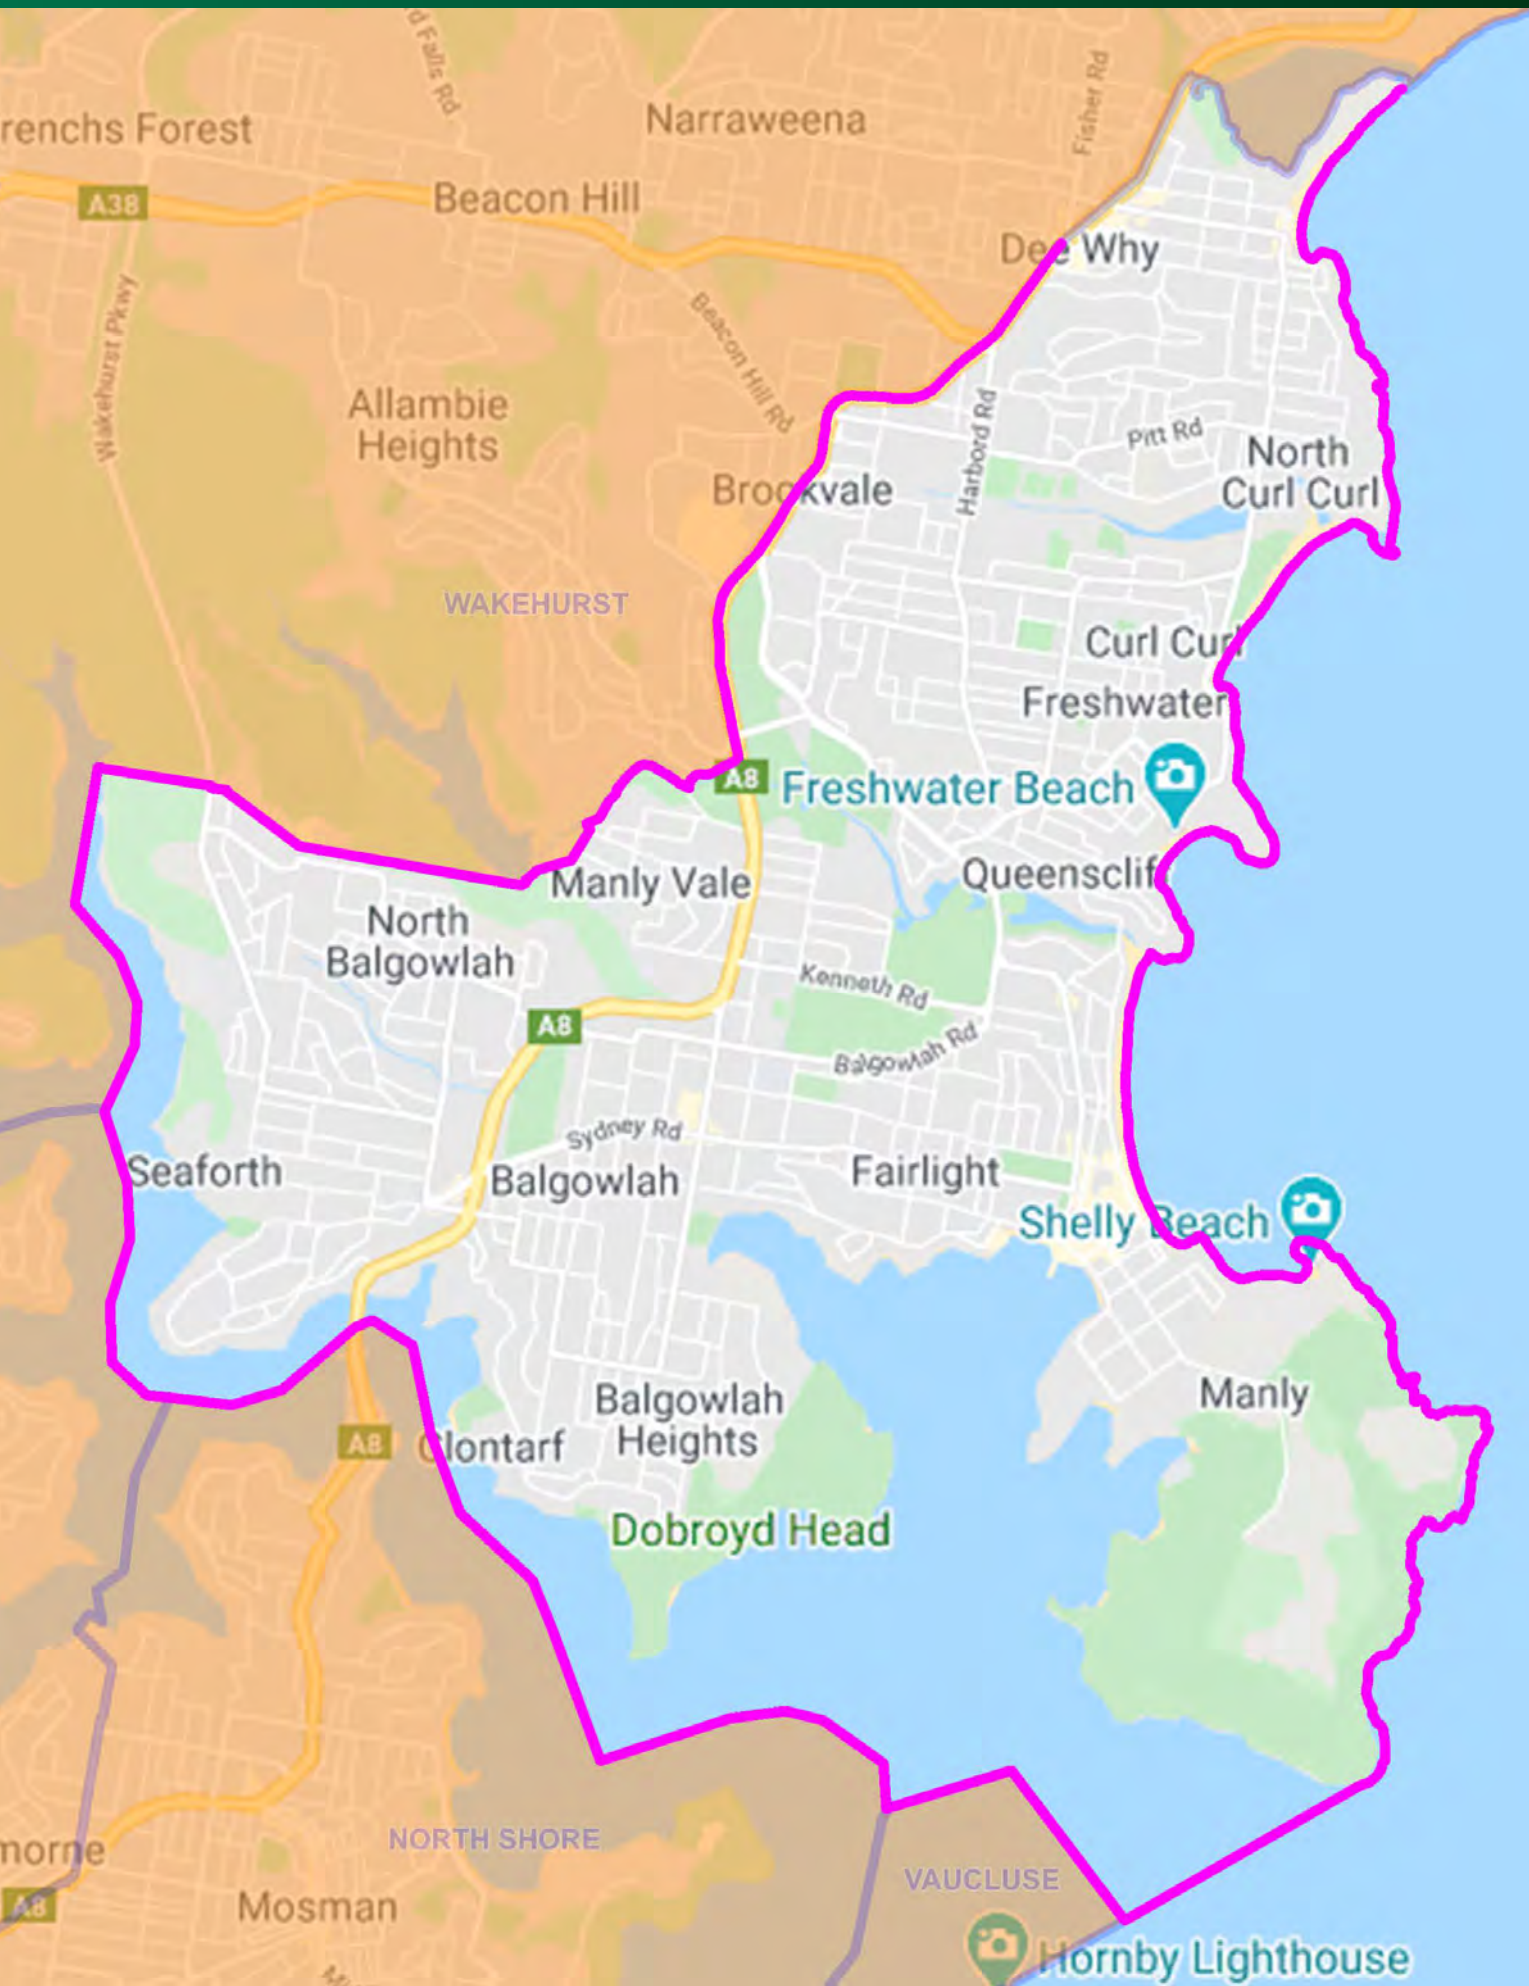 d Falls Rd
Fisher Rd
renchs Forest
Narraweena
A38
Beacon Hill
Dee Why
Wakehurst Pkwy
Beacon Hill Rd
Allambie
Heights
Harbord Rd
Pitt Rd
North
Curl Curl
Brookvale
WAKEHURST
Curl Curl
Freshwater
A8
Freshwater Beach
Queensclif
Manly Vale
North
Balgowlah
Kenneth Rd
A8
Balgowlah Rd
Sydney Rd
Seaforth
Balgowlah
Fairlight
Shelly Beach
Balgowlah
Heights
Manly
A8
Clontarf
Dobroyd Head
NORTH SHORE
morne
VAUCLUSE
A8
Mosman
Hornby Lighthouse